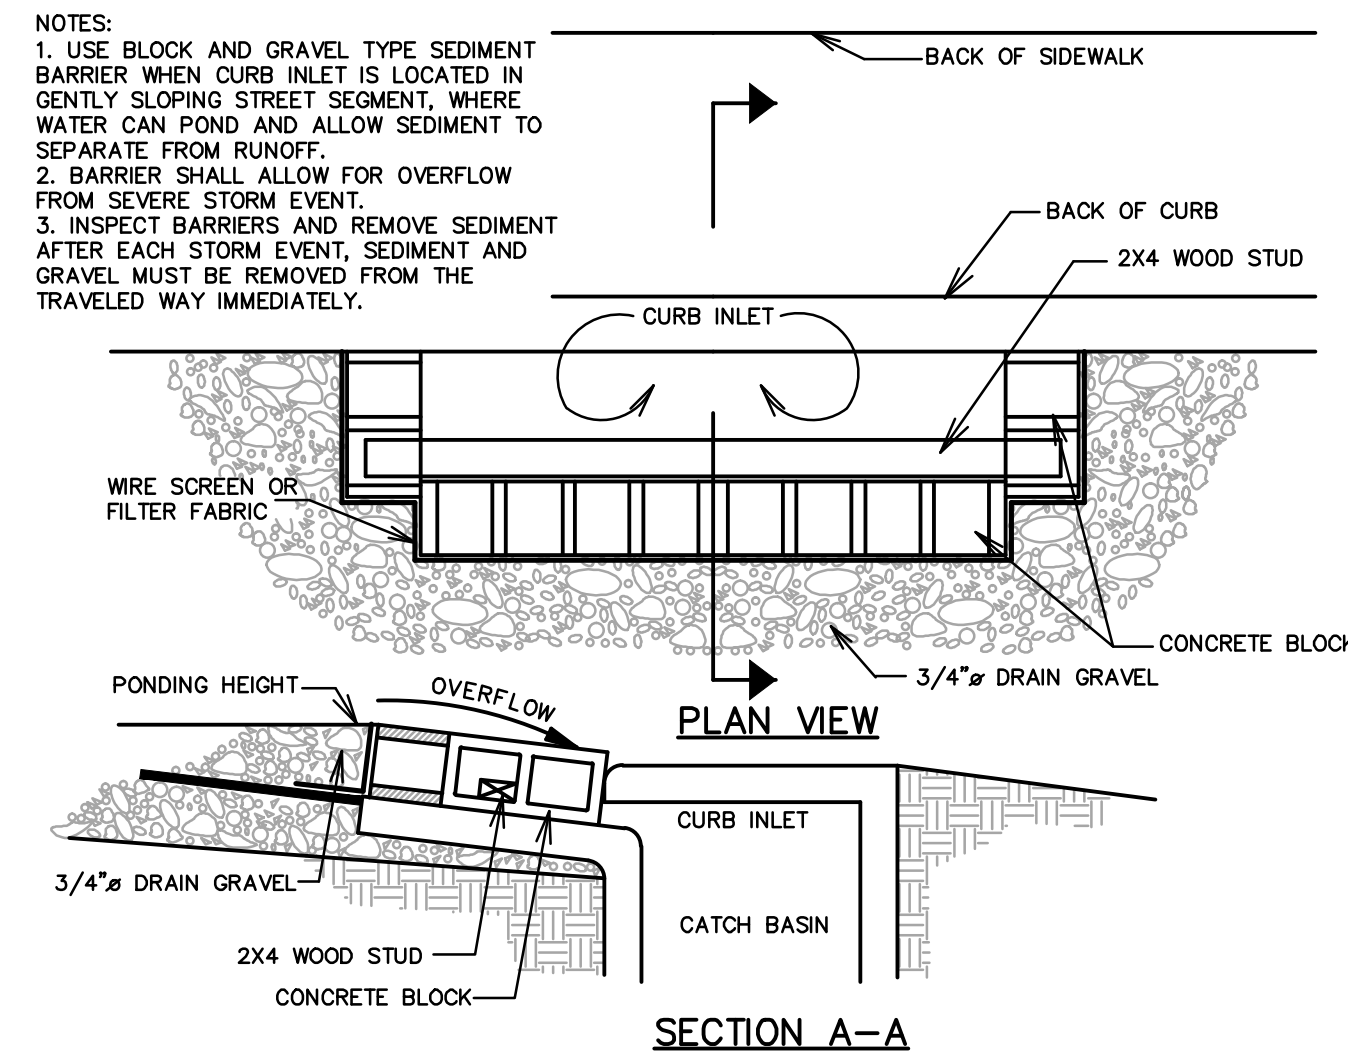 NOTES:
1. USE BLOCK AND GRAVEL TYPE SEDIMENT
BARRIER WHEN CURB INLET IS LOCATED IN
GENTLY SLOPING STREET SEGMENT, WHERE
WATER CAN POND AND ALLOW SEDIMENT TO
SEPARATE FROM RUNOFF.
2. BARRIER SHALL ALLOW FOR OVERFLOW
FROM SEVERE STORM EVENT.
3. INSPECT BARRIERS AND REMOVE SEDIMENT
AFTER EACH STORM EVENT, SEDIMENT AND
GRAVEL MUST BE REMOVED FROM THE
TRAVELED WAY IMMEDIATELY.
BACK OF SIDEWALK
BACK OF CURB
2X4 WOOD STUD
CURB INLET
WIRE SCREEN OR
FILTER FABRIC
CONCRETE BLOCK
3/4"ø DRAIN GRAVEL
PLAN VIEW
PONDING HEIGHT
OVERFLOW
CURB INLET
3/4"ø DRAIN GRAVEL
CATCH BASIN
2X4 WOOD STUD
CONCRETE BLOCK
SECTION A-A